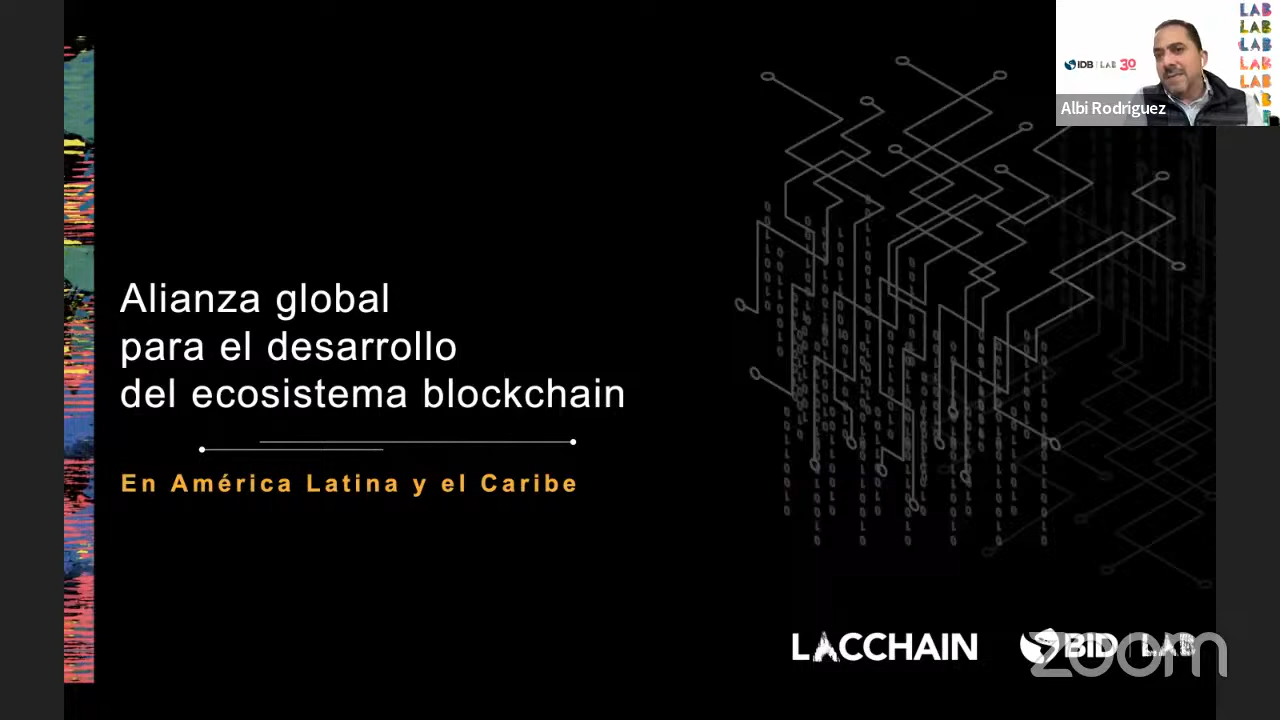 LAB
LAB
LAB
LAB
LAB
IDB LAB 30
Albi Rodriguez
Alianza global
para el desarrollo
del ecosistema blockchain
En América Latina y el Caribe
LACCHAIN
BID LAB
zoom